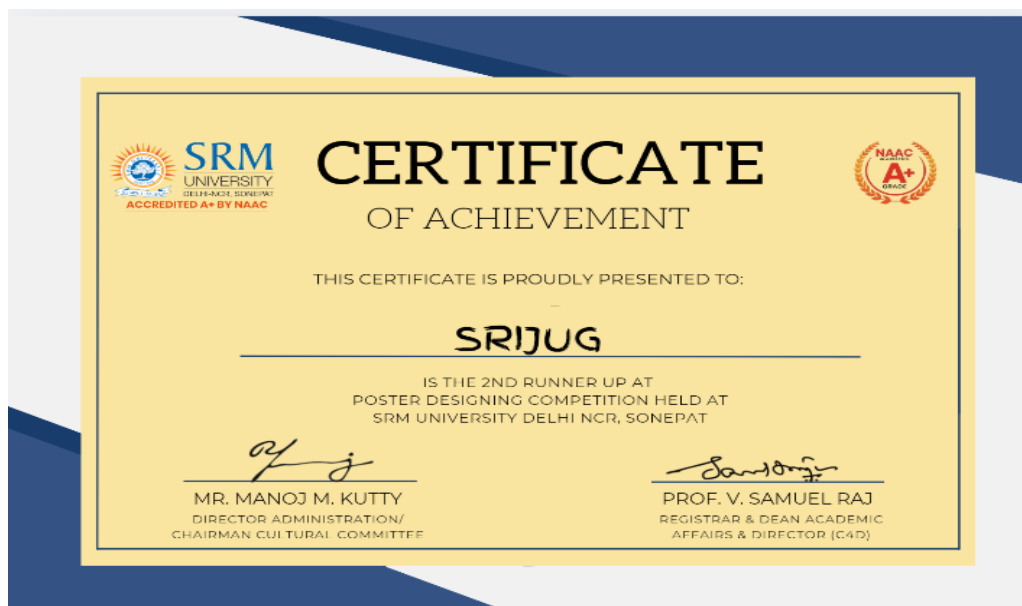 SRM
UNIVERSITY
DELHI-NCR, SONEPAT
ACCREDITED A+ BY NAAC
CERTIFICATE
OF ACHIEVEMENT
NAAC
A+
GRADE
THIS CERTIFICATE IS PROUDLY PRESENTED TO:
SRIJUG
IS THE 2ND RUNNER UP AT
POSTER DESIGNING COMPETITION HELD AT
SRM UNIVERSITY DELHI NCR, SONEPAT
MR. MANOJ M. KUTTY
DIRECTOR ADMINISTRATION/
CHAIRMAN CULTURAL COMMITTEE
PROF. V. SAMUEL RAJ
REGISTRAR & DEAN ACADEMIC
AFFAIRS & DIRECTOR (C4D)